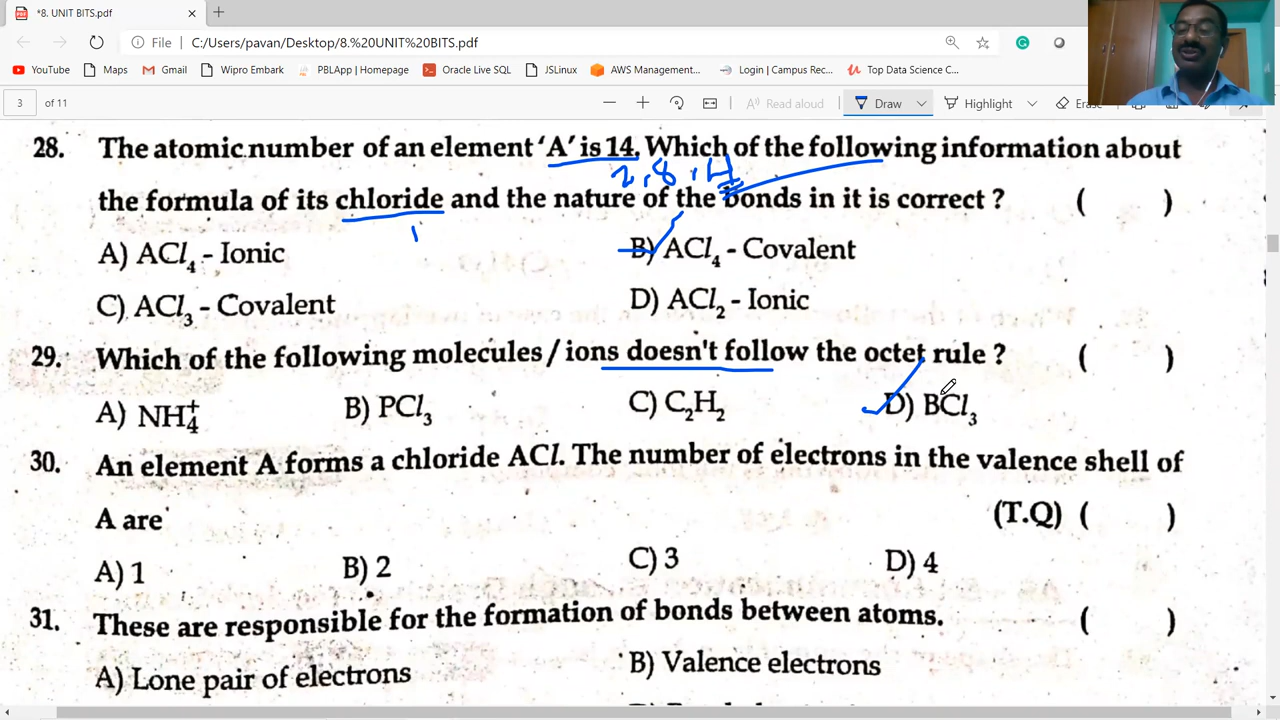 *8. UNIT BITS.pdf
File C:/Users/pavan/Desktop/8.%20UNIT%20BITS.pdf
YouTube Maps Gmail Wipro Embark PBLApp | Homepage Oracle Live SQL JSLinux AWS Management... Login | Campus Rec... Top Data Science C...
3 of 11 Read aloud Draw Highlight Erase
28. The atomic number of an element 'A' is 14. Which of the following information about
2, 8, 4
the formula of its chloride and the nature of the bonds in it is correct ? ( )
1
A) ACl₄ - Ionic B) ACl₄ - Covalent
C) ACl₃ - Covalent D) ACl₂ - Ionic
29. Which of the following molecules / ions doesn't follow the octet rule ? ( )
A) NH₄⁺ B) PCl₃ C) C₂H₂ D) BCl₃
30. An element A forms a chloride ACl. The number of electrons in the valence shell of
A are (T.Q) ( )
A) 1 B) 2 C) 3 D) 4
31. These are responsible for the formation of bonds between atoms. ( )
A) Lone pair of electrons B) Valence electrons